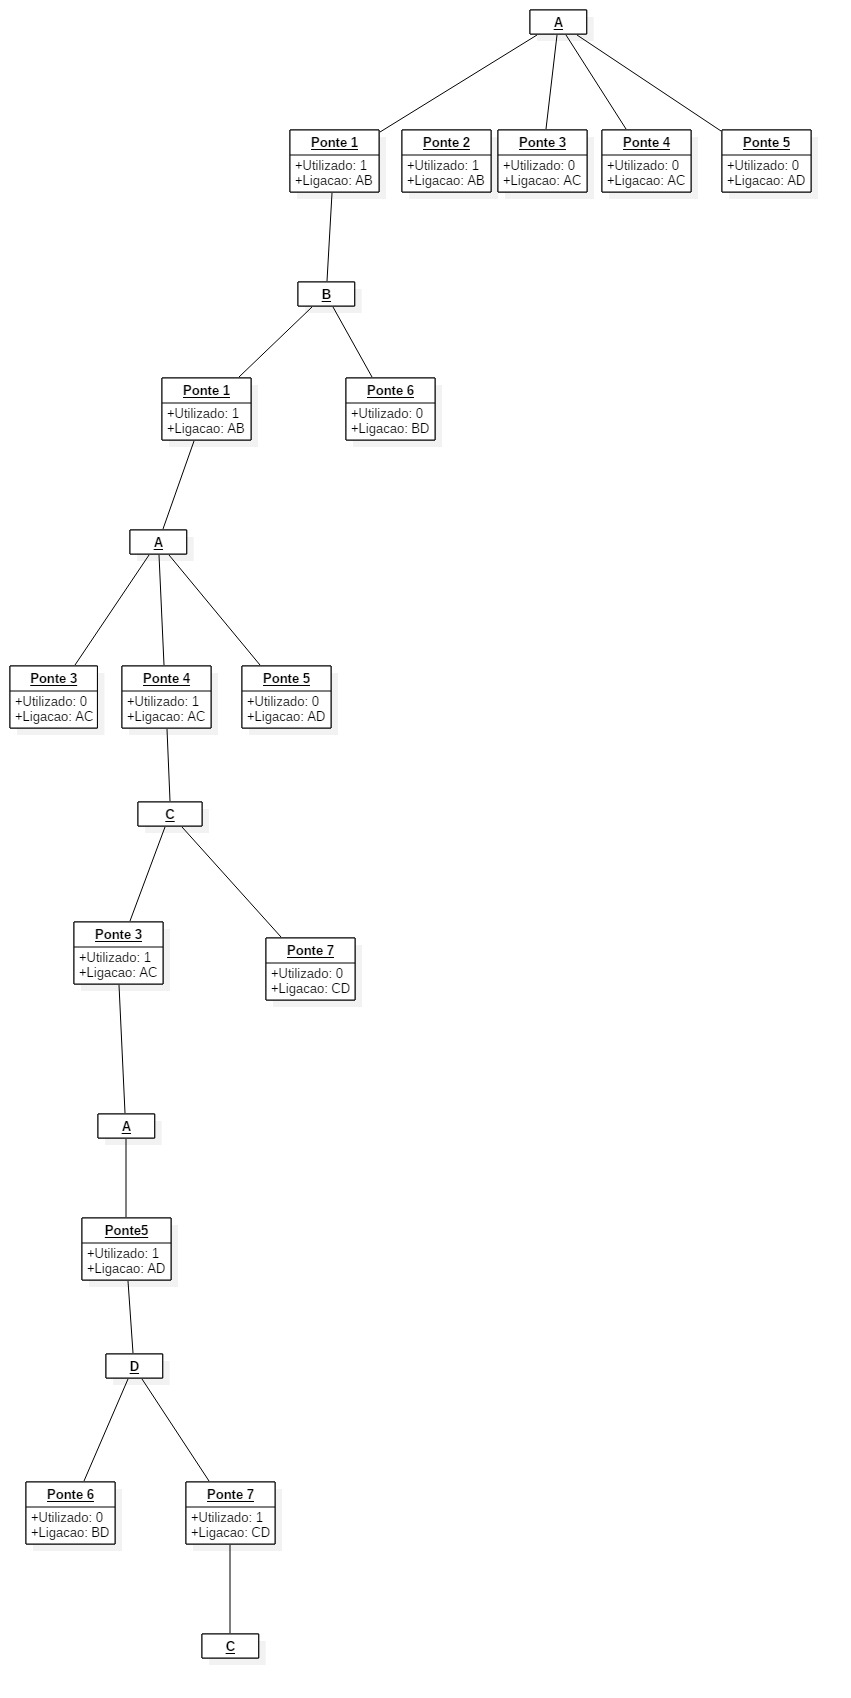 A
Ponte 1
+Utilizado: 1
+Ligacao: AB
Ponte 2
+Utilizado: 1
+Ligacao: AB
Ponte 3
+Utilizado: 0
+Ligacao: AC
Ponte 4
+Utilizado: 0
+Ligacao: AC
Ponte 5
+Utilizado: 0
+Ligacao: AD
B
Ponte 1
+Utilizado: 1
+Ligacao: AB
Ponte 6
+Utilizado: 0
+Ligacao: BD
A
Ponte 3
+Utilizado: 0
+Ligacao: AC
Ponte 4
+Utilizado: 1
+Ligacao: AC
Ponte 5
+Utilizado: 0
+Ligacao: AD
C
Ponte 3
+Utilizado: 1
+Ligacao: AC
Ponte 7
+Utilizado: 0
+Ligacao: CD
A
Ponte5
+Utilizado: 1
+Ligacao: AD
D
Ponte 6
+Utilizado: 0
+Ligacao: BD
Ponte 7
+Utilizado: 1
+Ligacao: CD
C